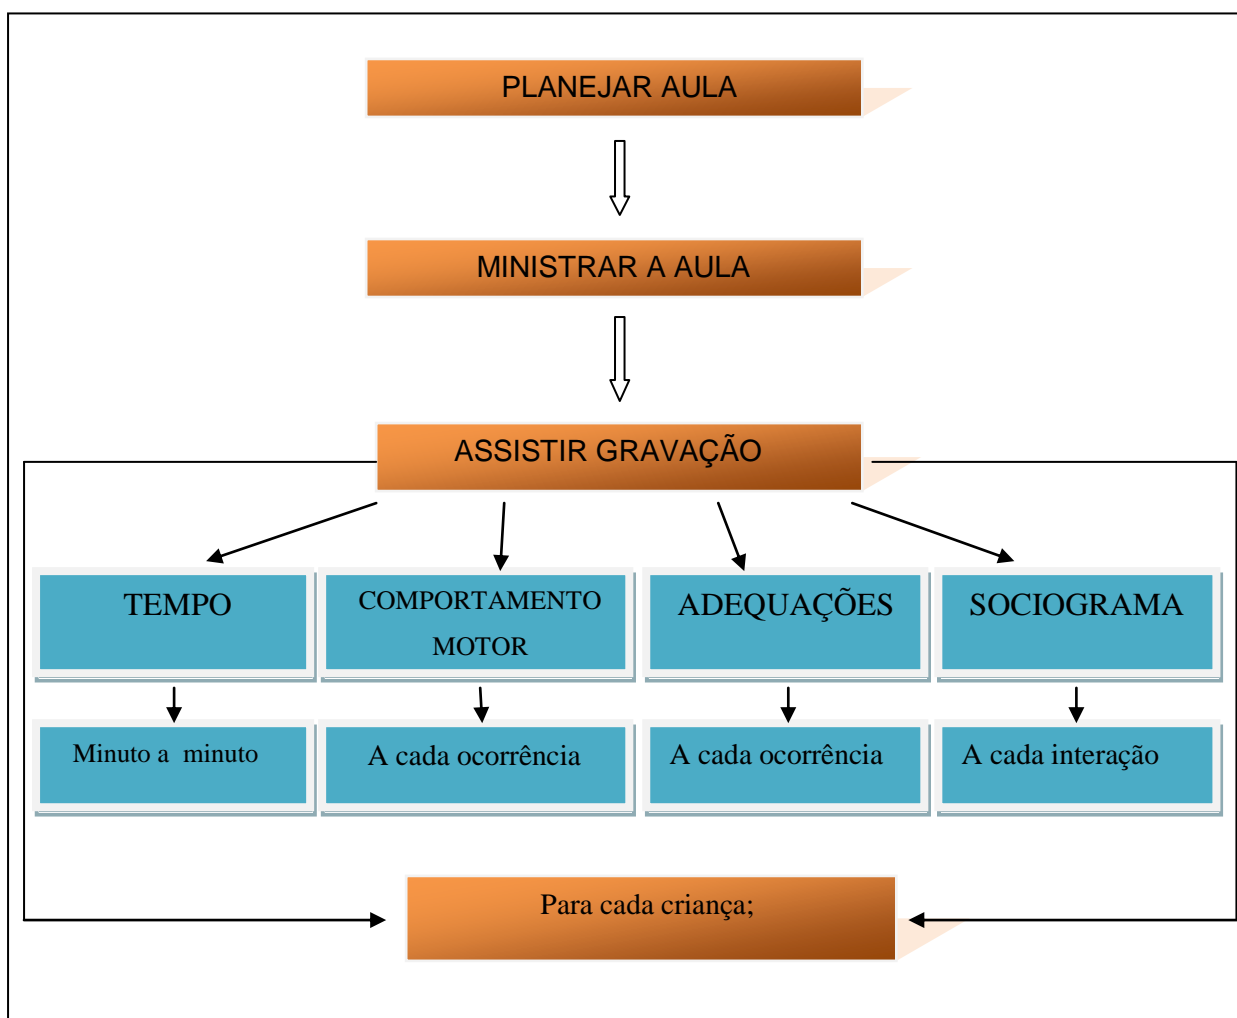 PLANEJAR AULA
MINISTRAR A AULA
ASSISTIR GRAVAÇÃO
TEMPO
COMPORTAMENTO
MOTOR
ADEQUAÇÕES
SOCIOGRAMA
Minuto a minuto
A cada ocorrência
A cada ocorrência
A cada interação
Para cada criança;